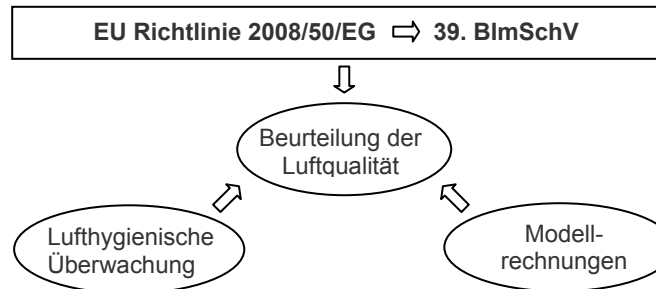 EU Richtlinie 2008/50/EG ⇨ 39. BImSchV
Beurteilung der
Luftqualität
Lufthygienische
Überwachung
Modell-
rechnungen